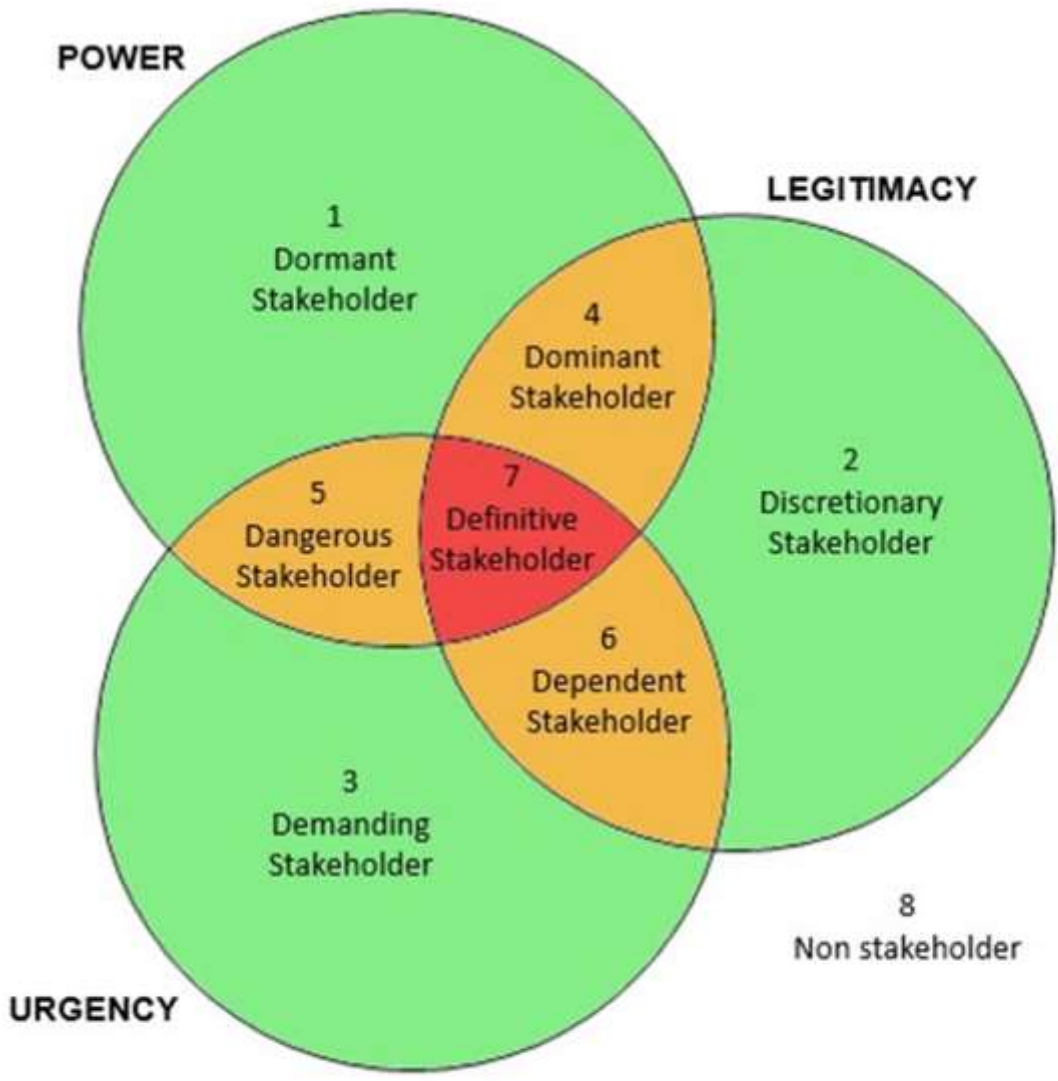 POWER
LEGITIMACY
1
Dormant
Stakeholder
4
Dominant
Stakeholder
2
Discretionary
Stakeholder
5
Dangerous
Stakeholder
7
Definitive
Stakeholder
6
Dependent
Stakeholder
3
Demanding
Stakeholder
8
Non stakeholder
URGENCY